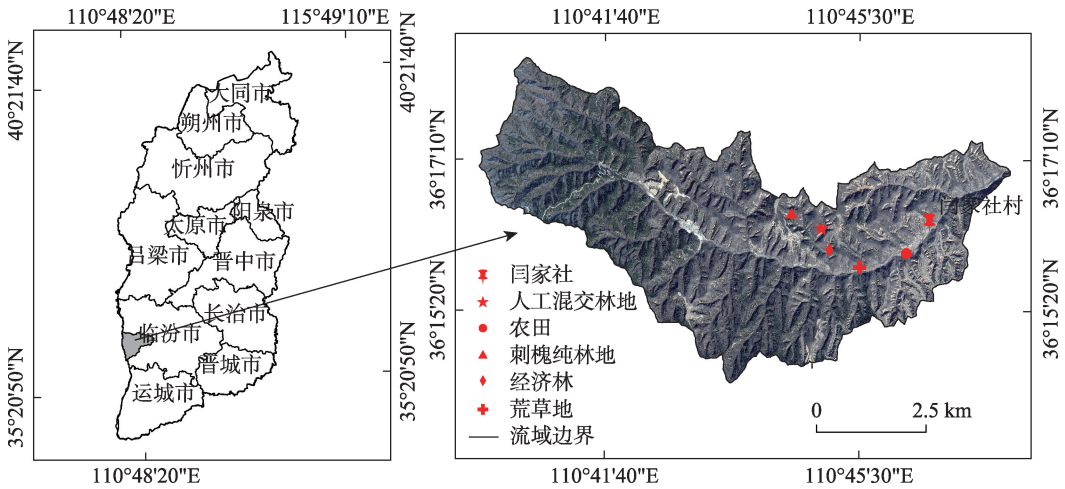 110°48'20"E
115°49'10"E
40°21'40"N
40°21'40"N
大同市
朔州市
忻州市
阳泉市
太原市
吕梁市
晋中市
长治市
临汾市
晋城市
运城市
35°20'50"N
35°20'50"N
110°48'20"E
110°41'40"E
110°45'30"E
36°17'10"N
36°17'10"N
闫家社村
36°15'20"N
36°15'20"N
闫家社
人工混交林地
农田
刺槐纯林地
经济林
荒草地
流域边界
0
2.5 km
110°41'40"E
110°45'30"E